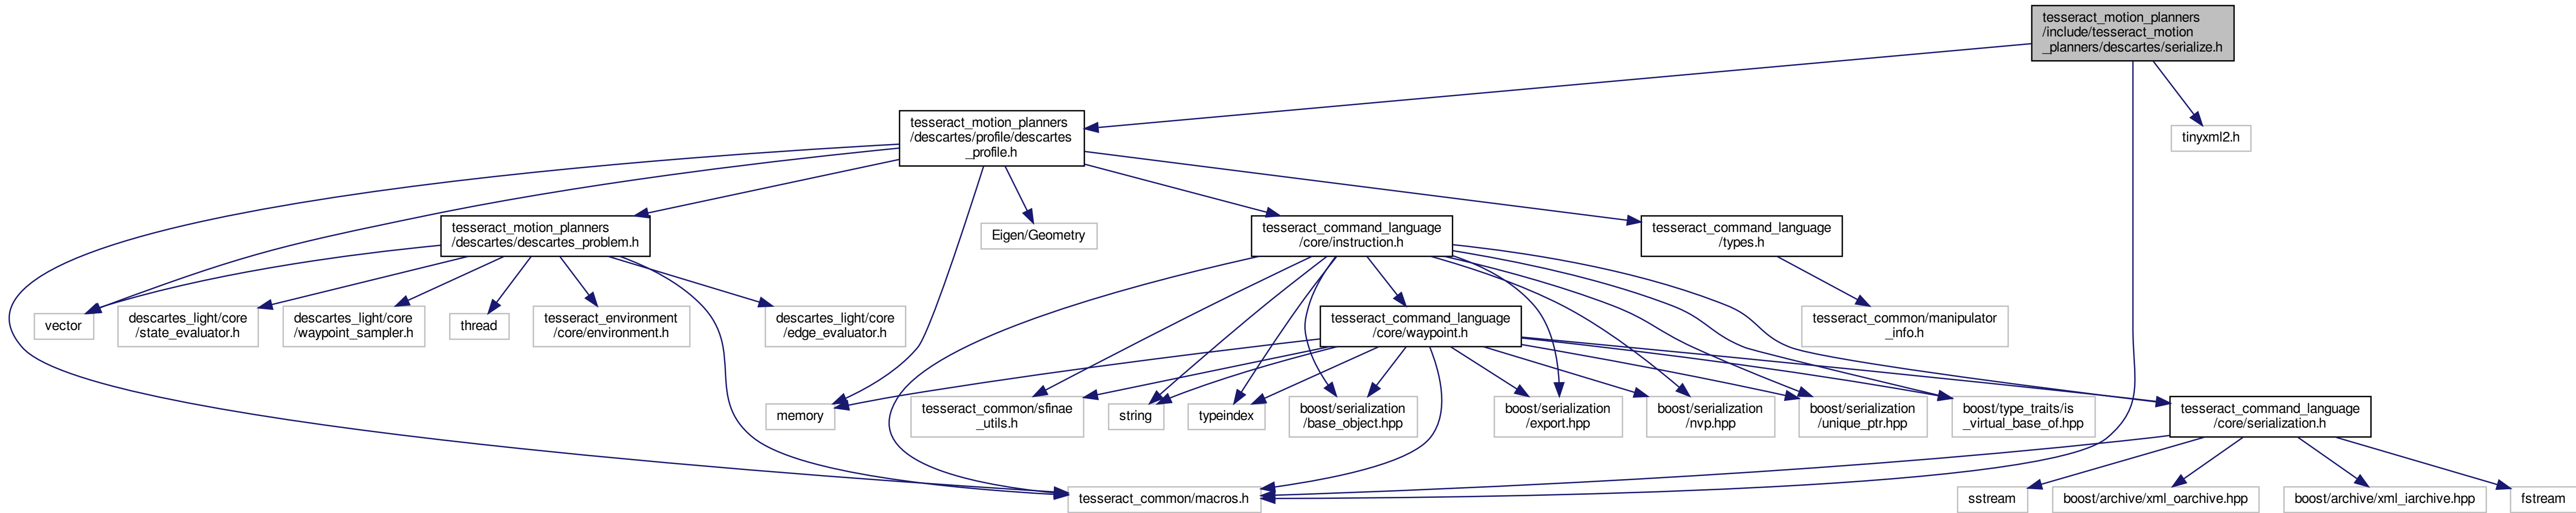 tesseract_motion_planners
/include/tesseract_motion
_planners/descartes/serialize.h
tesseract_motion_planners
/descartes/profile/descartes
_profile.h
tinyxml2.h
tesseract_motion_planners
/descartes/descartes_problem.h
Eigen/Geometry
tesseract_command_language
/core/instruction.h
tesseract_command_language
/types.h
vector
descartes_light/core
/state_evaluator.h
descartes_light/core
/waypoint_sampler.h
thread
tesseract_environment
/core/environment.h
descartes_light/core
/edge_evaluator.h
tesseract_command_language
/core/waypoint.h
tesseract_common/manipulator
_info.h
memory
tesseract_common/sfinae
_utils.h
string
typeindex
boost/serialization
/base_object.hpp
boost/serialization
/export.hpp
boost/serialization
/nvp.hpp
boost/serialization
/unique_ptr.hpp
boost/type_traits/is
_virtual_base_of.hpp
tesseract_command_language
/core/serialization.h
tesseract_common/macros.h
sstream
boost/archive/xml_oarchive.hpp
boost/archive/xml_iarchive.hpp
fstream